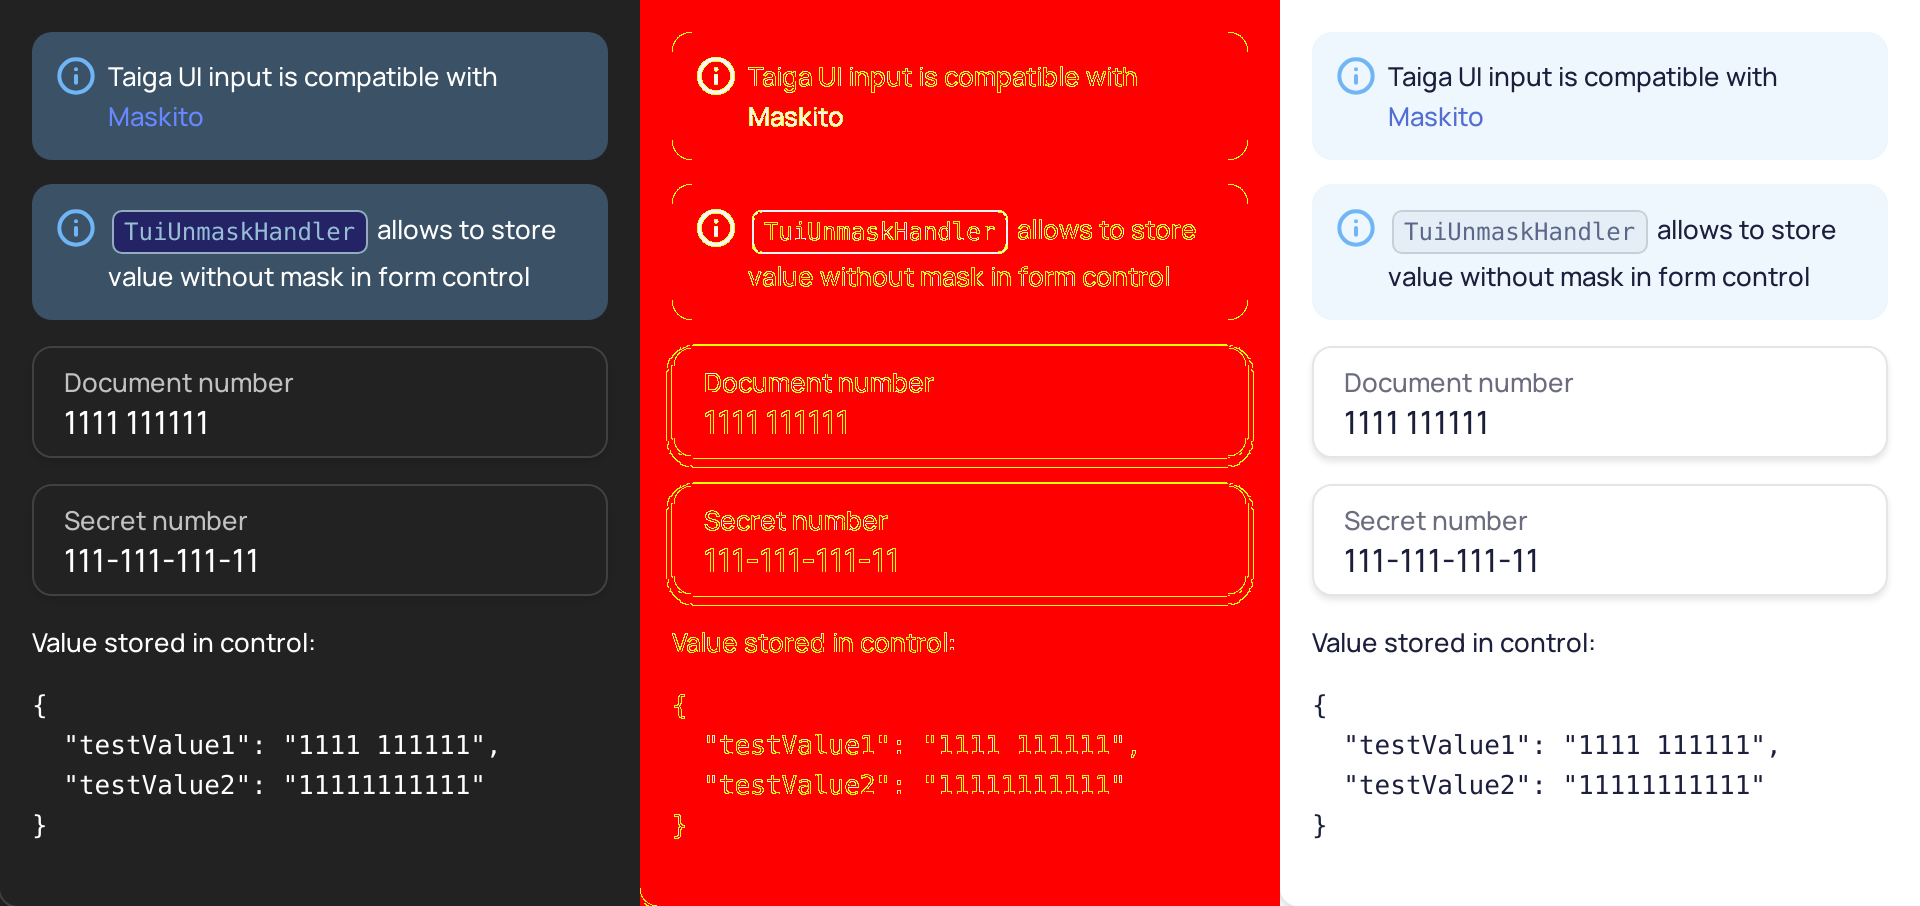 Taiga UI input is compatible with
Maskito
TuiUnmaskHandler allows to store
value without mask in form control
Document number
1111 111111
Secret number
111-111-111-11
Value stored in control:
{
"testValue1": "1111 111111",
"testValue2": "11111111111"
}
Taiga UI input is compatible with
Maskito
TuiUnmaskHandler allows to store
value without mask in form control
Document number
1111 111111
Secret number
111-111-111-11
Value stored in control:
{
"testValue1": "1111 111111",
"testValue2": "11111111111"
}
Taiga UI input is compatible with
Maskito
TuiUnmaskHandler allows to store
value without mask in form control
Document number
1111 111111
Secret number
111-111-111-11
Value stored in control:
{
"testValue1": "1111 111111",
"testValue2": "11111111111"
}